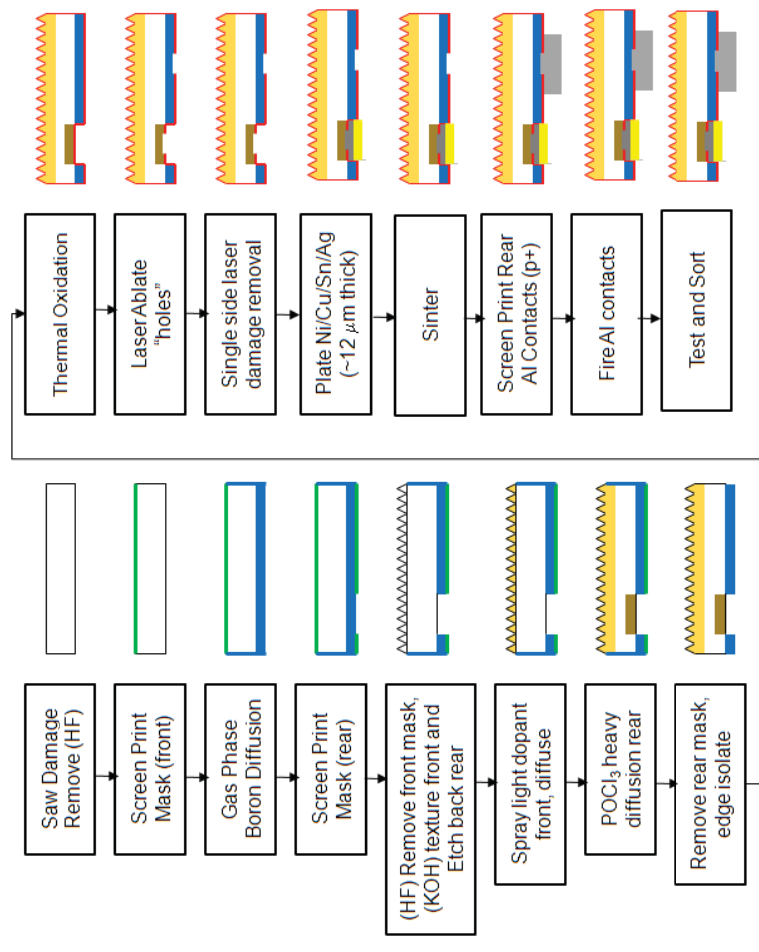 Saw Damage
Remove (HF)
Screen Print
Mask (front)
Gas Phase
Boron Diffusion
Screen Print
Mask (rear)
(HF) Remove front mask,
(KOH) texture front and
Etch back rear
Spray light dopant
front, diffuse
POCl₃ heavy
diffusion rear
Remove rear mask,
edge isolate
Thermal Oxidation
Laser Ablate
“holes”
Single side laser
damage removal
Plate Ni/Cu/Sn/Ag
(~12 μm thick)
Sinter
Screen Print Rear
Al Contacts (p+)
Fire Al contacts
Test and Sort